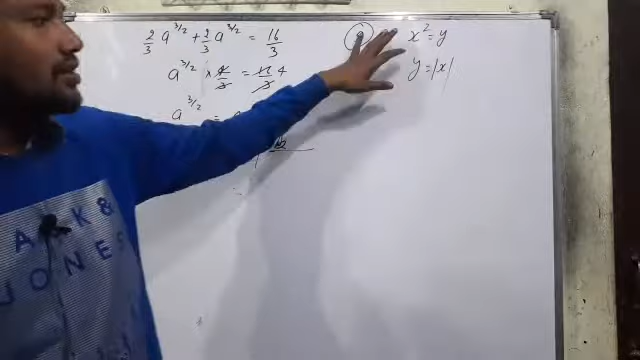 2/3 a^3/2 + 2/3 a^3/2 = 16/3
a^3/2 × 4/3 = 16/3 4
a^3/2 =
x² = y
y = |x|
JACK &
JONES